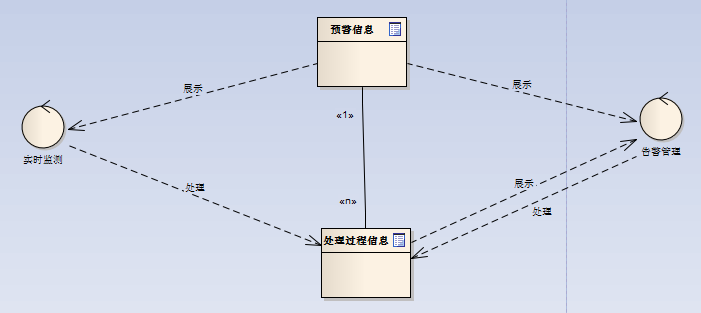 预警信息
展示
展示
«1»
实时监测
告警管理
处理
«n»
展示
处理
处理过程信息